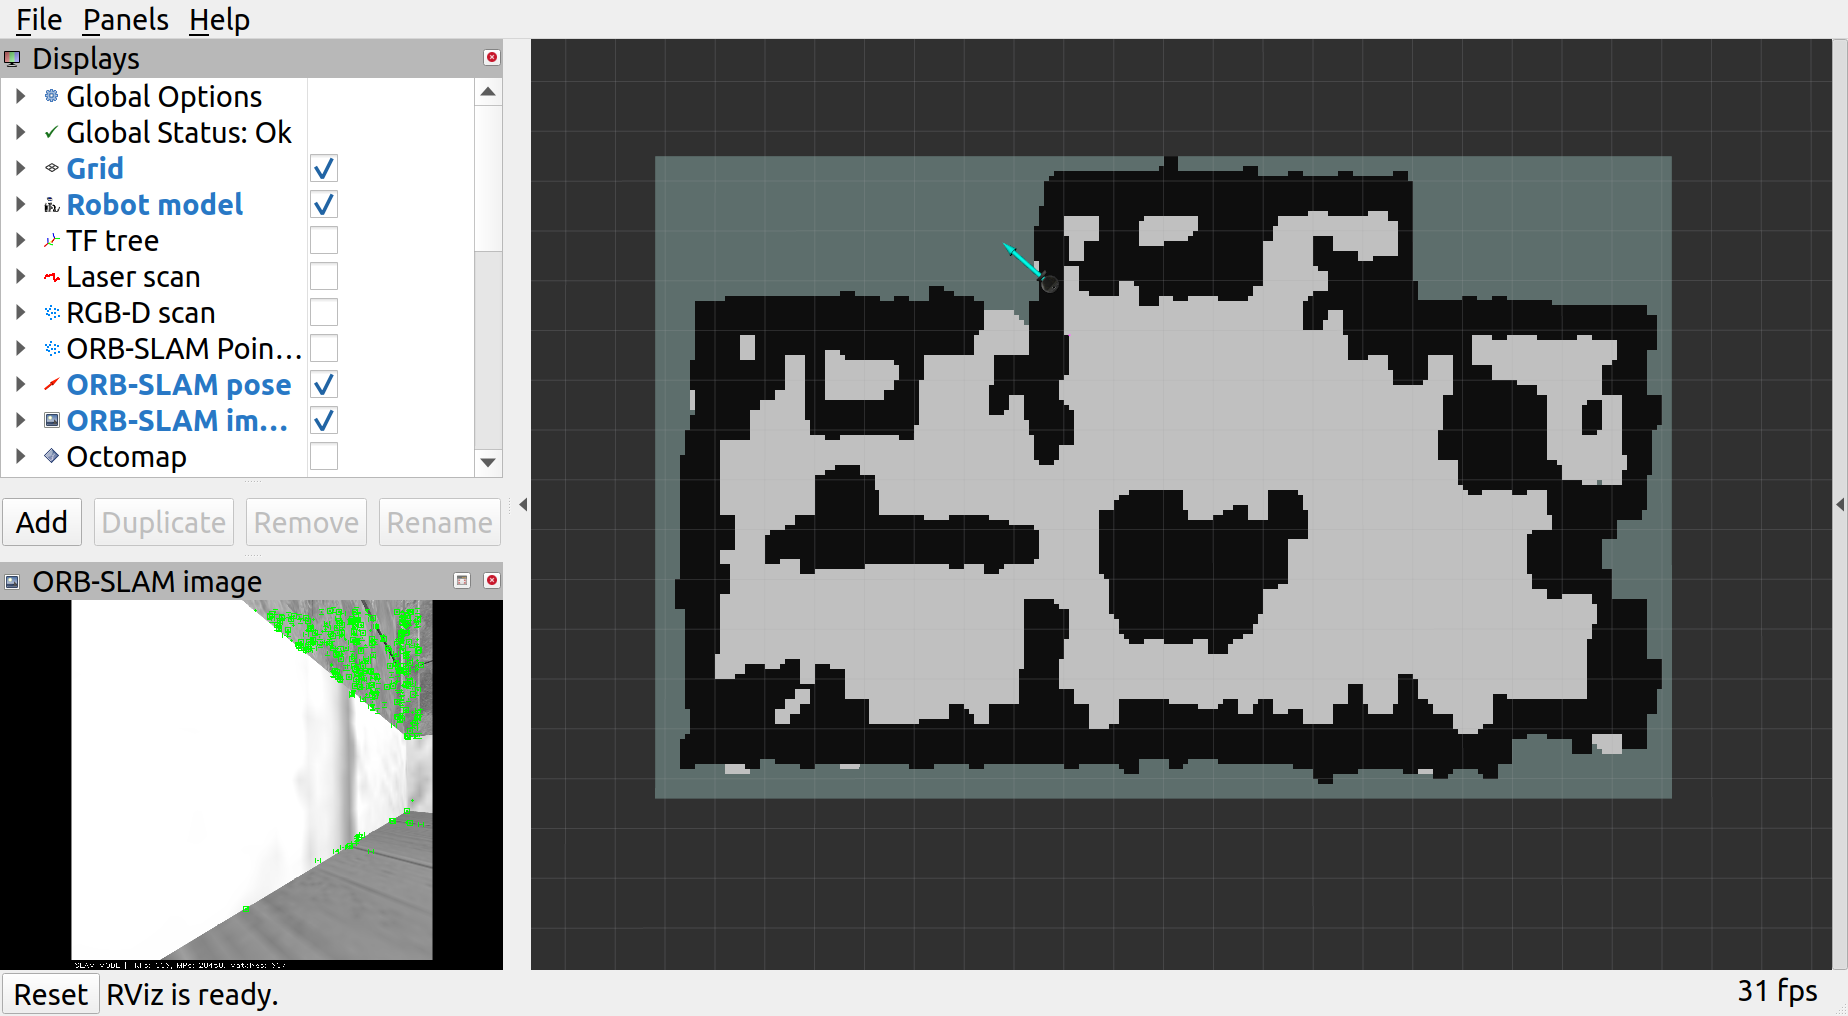 File Panels Help
Displays
Global Options
Global Status: Ok
Grid
Robot model
TF tree
Laser scan
RGB-D scan
ORB-SLAM Poin...
ORB-SLAM pose
ORB-SLAM im...
Octomap
Add Duplicate Remove Rename
ORB-SLAM image
SLAM MODE |
Reset RViz is ready.
31 fps